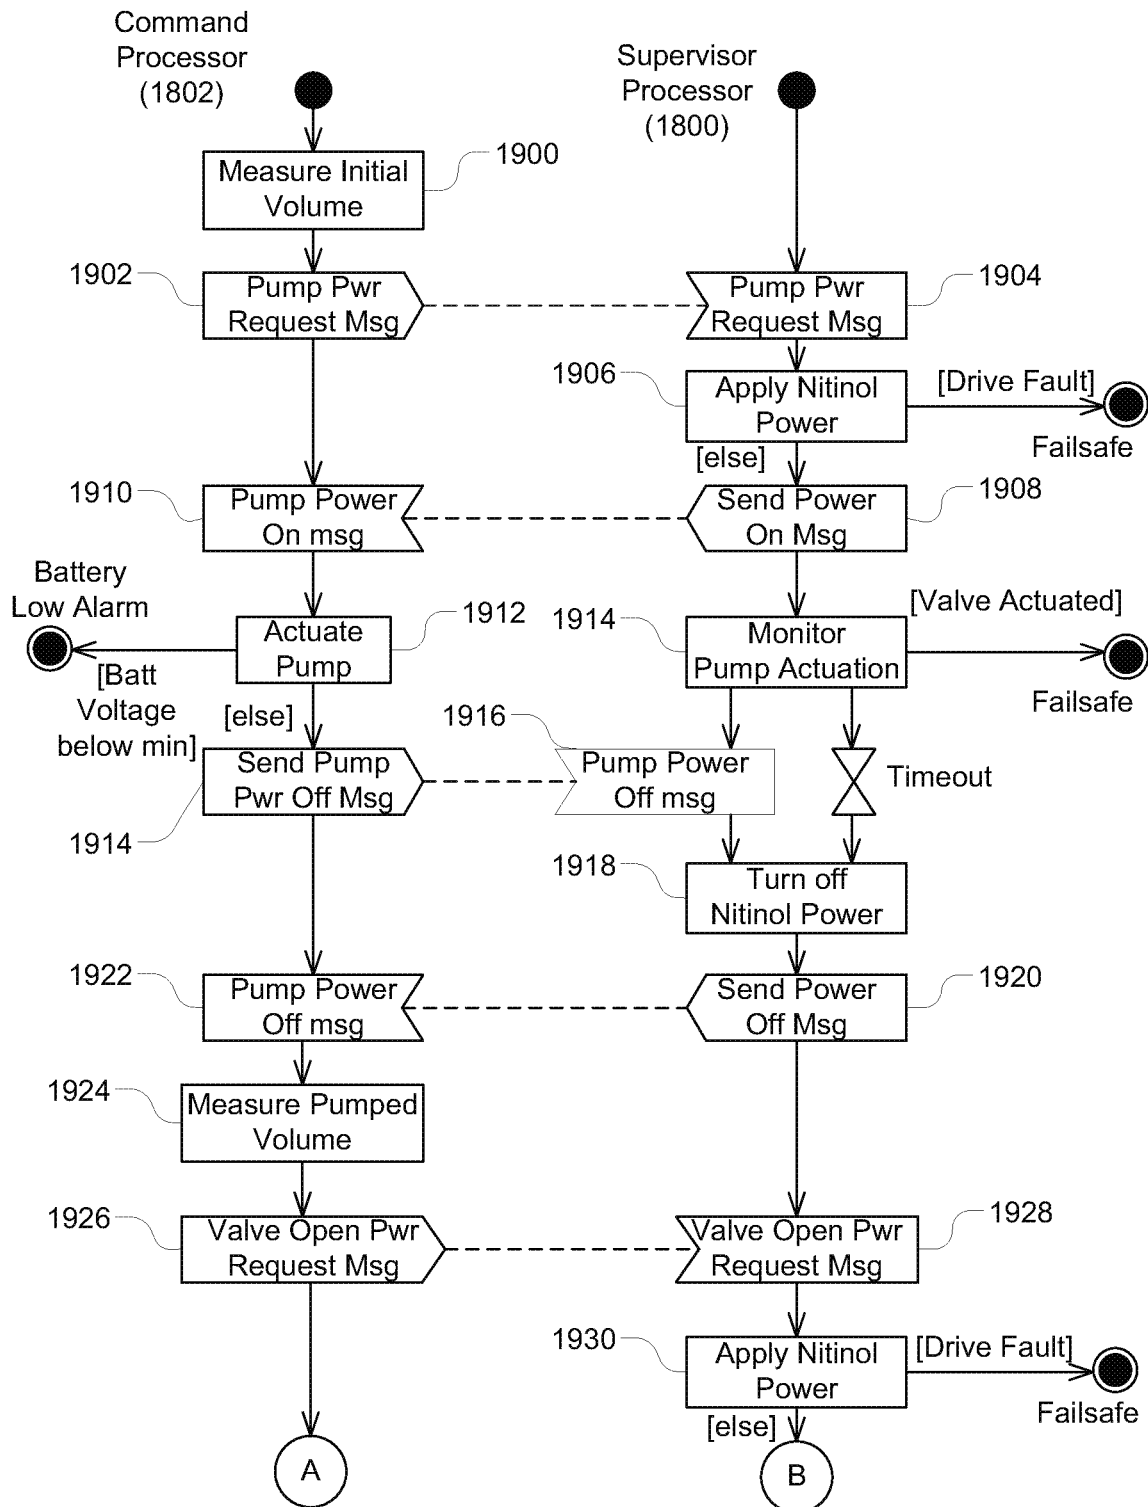 Command
Processor
(1802)
Supervisor
Processor
(1800)
Measure Initial
Volume
1900
1902
Pump Pwr
Request Msg
Pump Pwr
Request Msg
1904
1906
Apply Nitinol
Power
[Drive Fault]
Failsafe
[else]
1910
Pump Power
On msg
Send Power
On Msg
1908
Battery
Low Alarm
Actuate
Pump
1912
1914
Monitor
Pump Actuation
[Valve Actuated]
Failsafe
[Batt
Voltage
below min]
[else]
1916
Send Pump
Pwr Off Msg
1914
Pump Power
Off msg
Timeout
1918
Turn off
Nitinol Power
1922
Pump Power
Off msg
Send Power
Off Msg
1920
1924
Measure Pumped
Volume
1926
Valve Open Pwr
Request Msg
Valve Open Pwr
Request Msg
1928
1930
Apply Nitinol
Power
[Drive Fault]
Failsafe
[else]
A
B